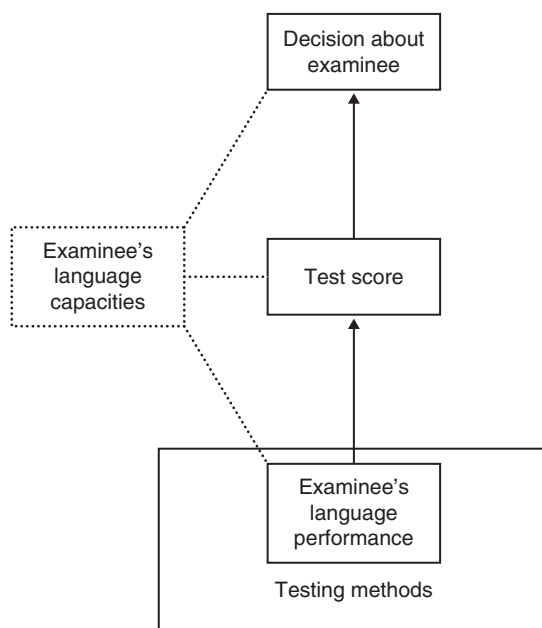 Decision about
examinee
Examinee's
language
capacities
Test score
Examinee's
language
performance
Testing methods